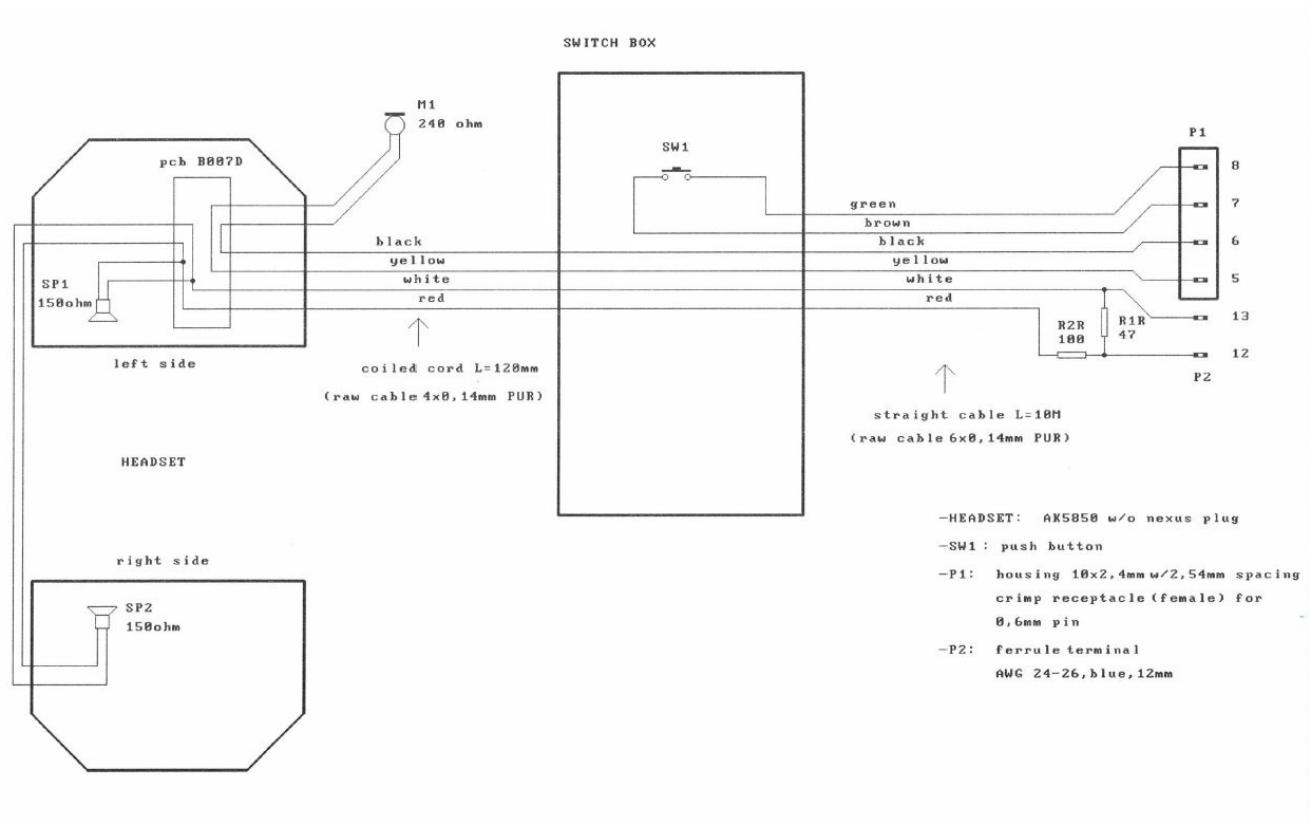 SWITCH BOX
M1
240 ohm
P1
pcb B007D
SW1
8
green
7
brown
black
black
6
yellow
yellow
5
white
white
SP1
150ohm
red
red
13
R2R
100
R1R
47
12
left side
coiled cord L=120mm
(raw cable 4x0,14mm PUR)
P2
straight cable L=10M
(raw cable 6x0,14mm PUR)
HEADSET
-HEADSET: AK5850 w/o nexus plug
-SW1: push button
right side
-P1: housing 10x2,4mm w/2,54mm spacing
crimp receptacle (female) for
0,6mm pin
SP2
150ohm
-P2: ferrule terminal
AWG 24-26,blue,12mm